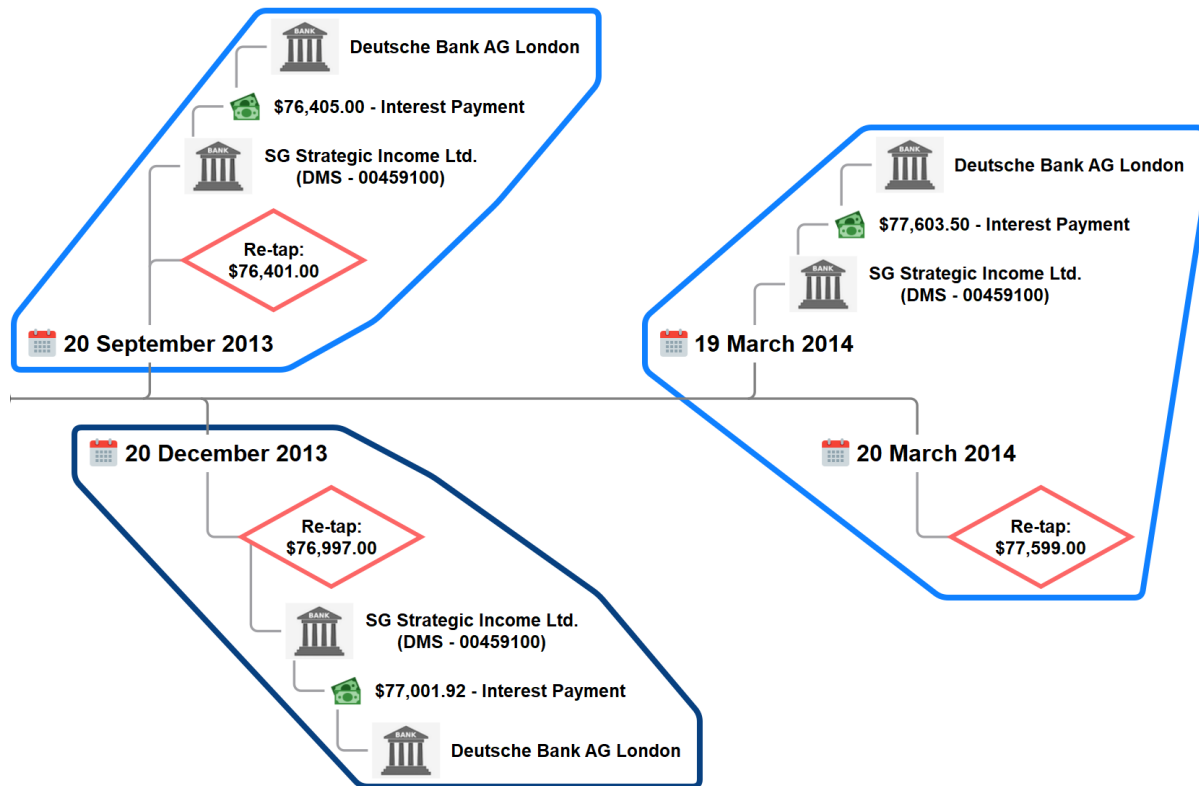 BANK
Deutsche Bank AG London
$76,405.00 - Interest Payment
BANK
SG Strategic Income Ltd.
(DMS - 00459100)
Re-tap:
$76,401.00
20 September 2013
BANK
Deutsche Bank AG London
$77,603.50 - Interest Payment
BANK
SG Strategic Income Ltd.
(DMS - 00459100)
19 March 2014
20 December 2013
Re-tap:
$76,997.00
BANK
SG Strategic Income Ltd.
(DMS - 00459100)
$77,001.92 - Interest Payment
BANK
Deutsche Bank AG London
20 March 2014
Re-tap:
$77,599.00